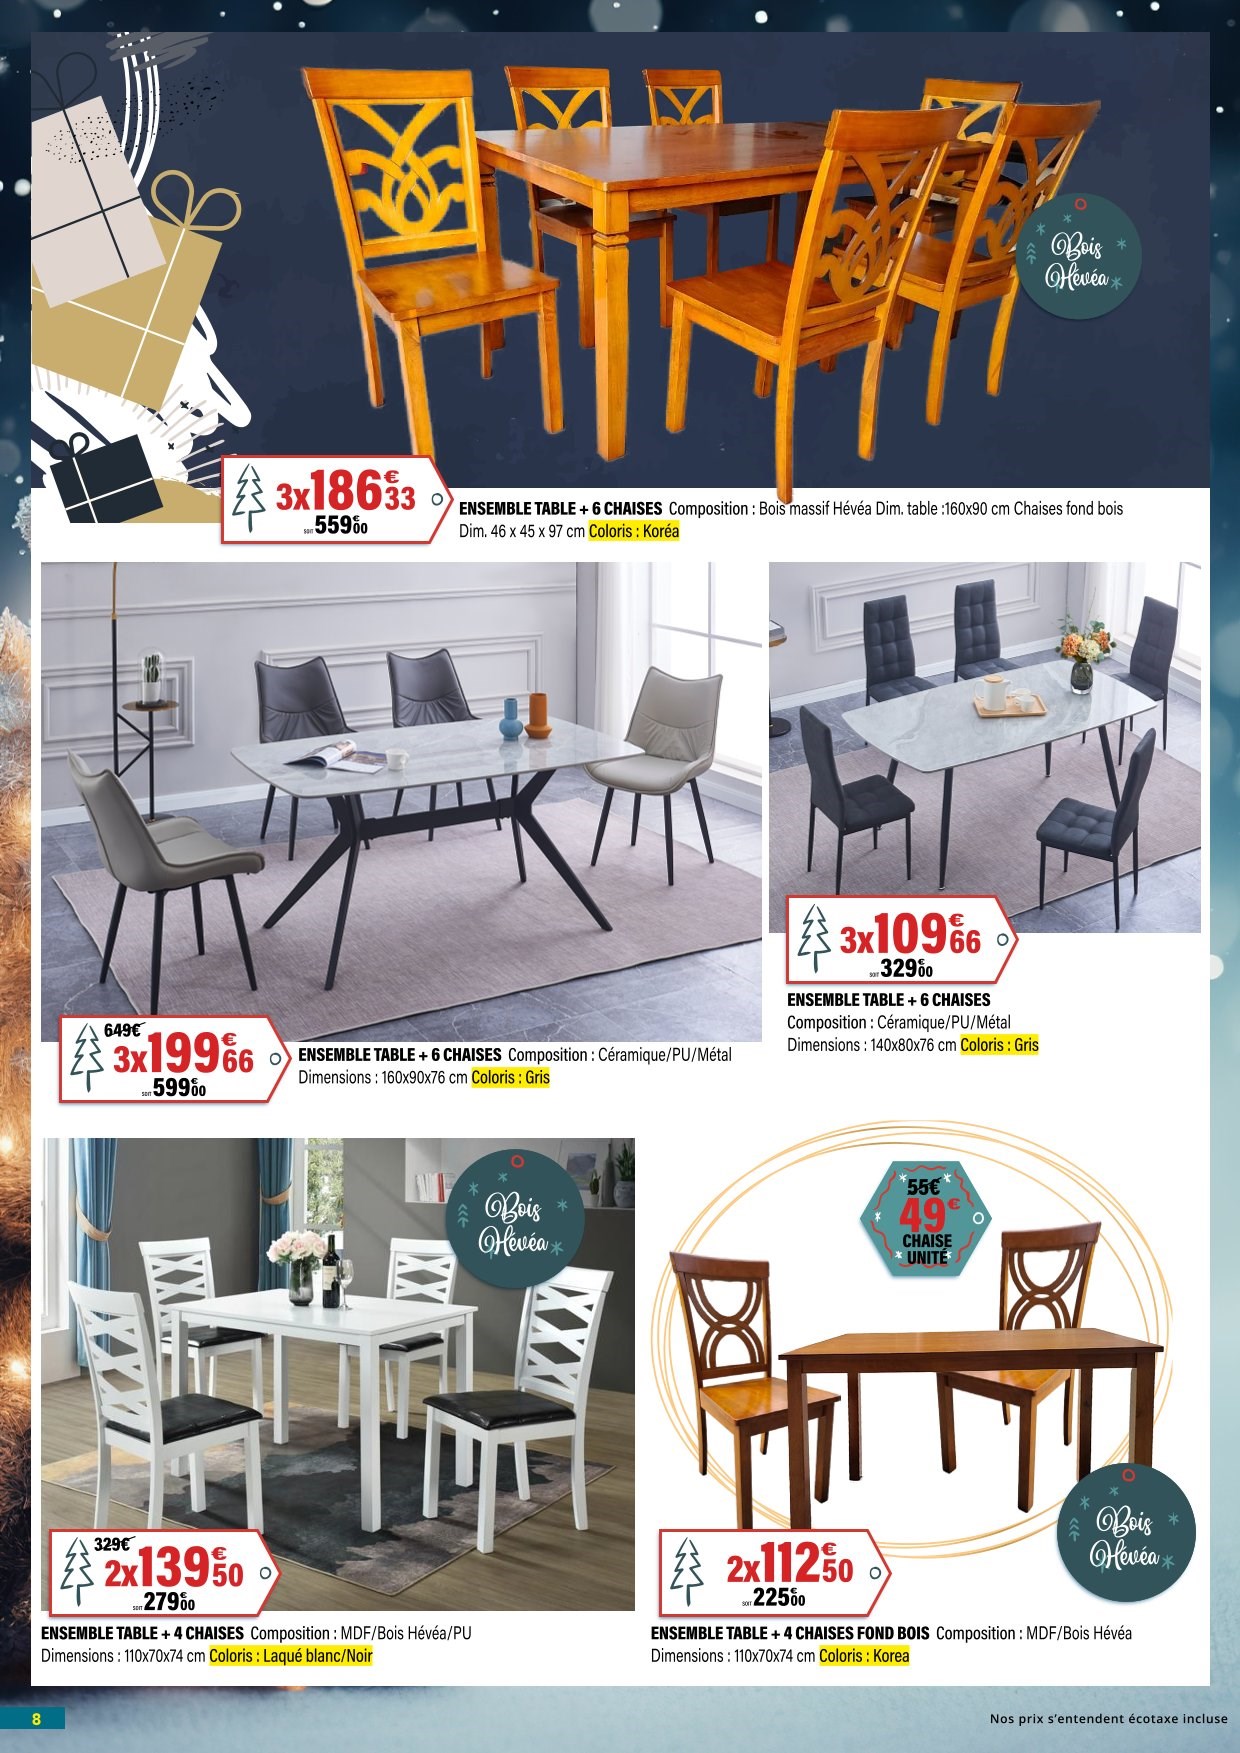 Bois
Hévéa
3x186€33
SOIT 559€00
ENSEMBLE TABLE + 6 CHAISES Composition : Bois massif Hévéa Dim. table :160x90 cm Chaises fond bois
Dim. 46 x 45 x 97 cm Coloris : Koréa
3x109€66
SOIT 329€00
ENSEMBLE TABLE + 6 CHAISES
Composition : Céramique/PU/Métal
Dimensions : 140x80x76 cm Coloris : Gris
649€
3x199€66
SOIT 599€00
ENSEMBLE TABLE + 6 CHAISES Composition : Céramique/PU/Métal
Dimensions : 160x90x76 cm Coloris : Gris
Bois
Hévéa
55€
49€
CHAISE
UNITÉ
329€
2x139€50
SOIT 279€00
ENSEMBLE TABLE + 4 CHAISES Composition : MDF/Bois Hévéa/PU
Dimensions : 110x70x74 cm Coloris : Laqué blanc/Noir
Bois
Hévéa
2x112€50
SOIT 225€00
ENSEMBLE TABLE + 4 CHAISES FOND BOIS Composition : MDF/Bois Hévéa
Dimensions : 110x70x74 cm Coloris : Korea
8
Nos prix s'entendent écotaxe incluse